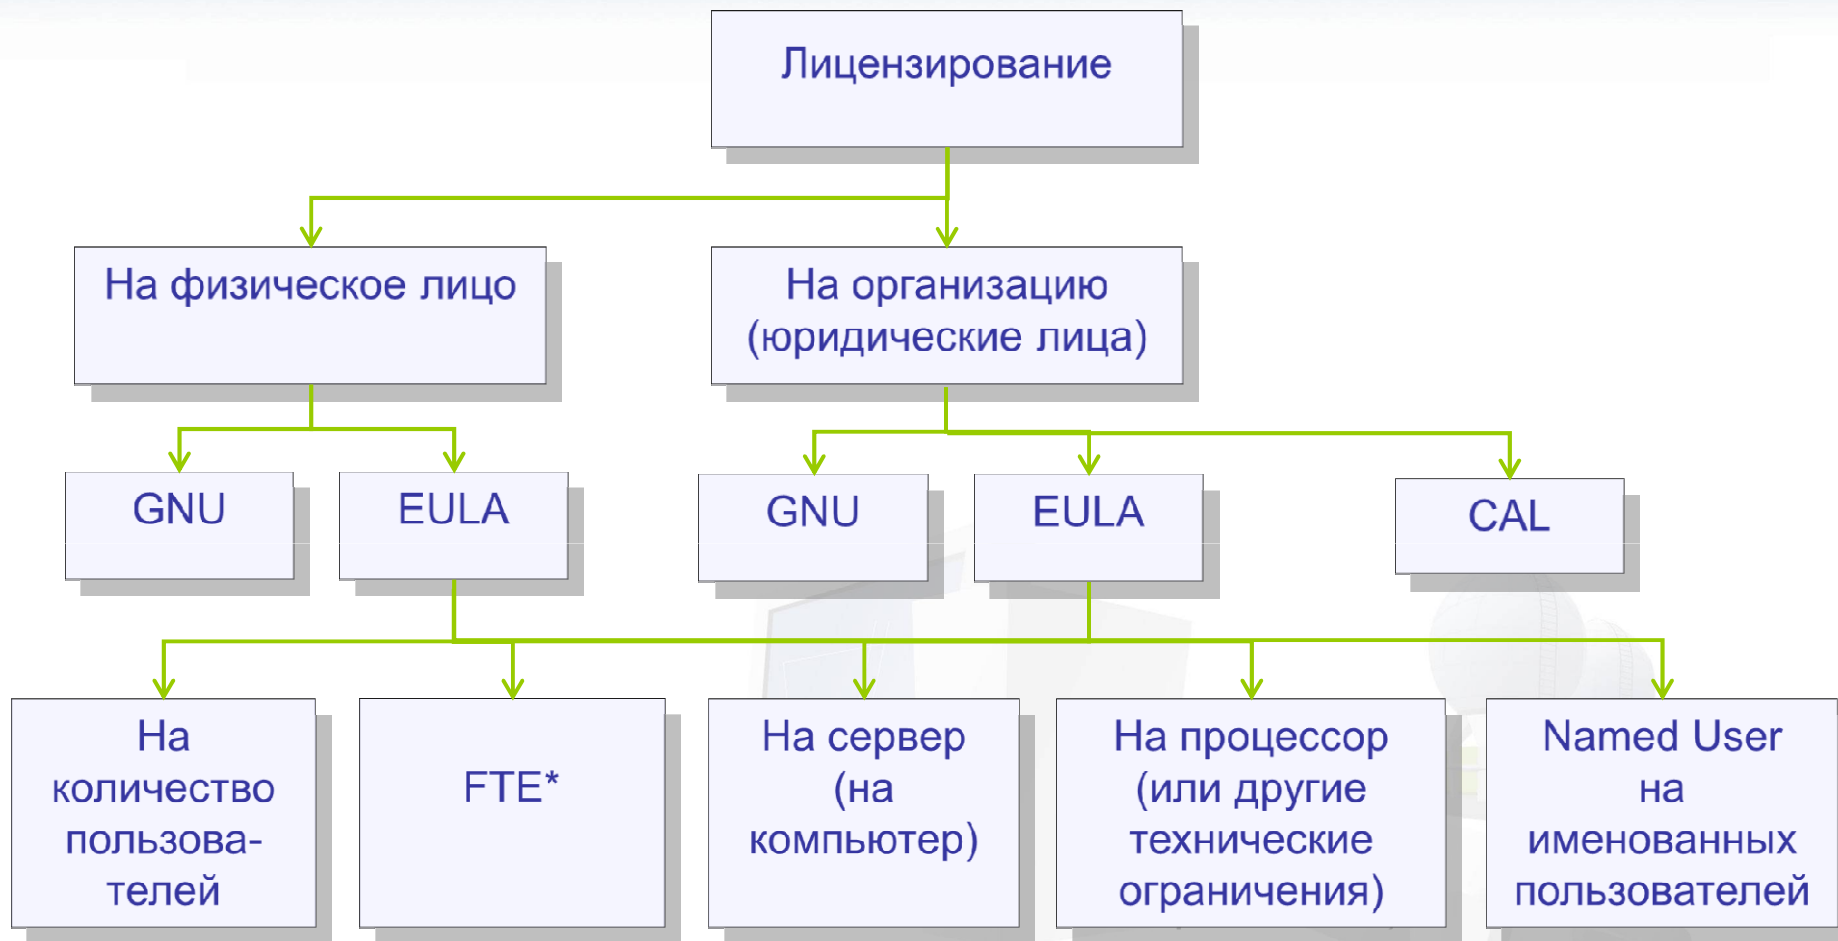 Лицензирование
На физическое лицо
На организацию
(юридические лица)
GNU
EULA
GNU
EULA
CAL
На
количество
пользова-
телей
FTE*
На сервер
(на
компьютер)
На процессор
(или другие
технические
ограничения)
Named User
на
именованных
пользователей